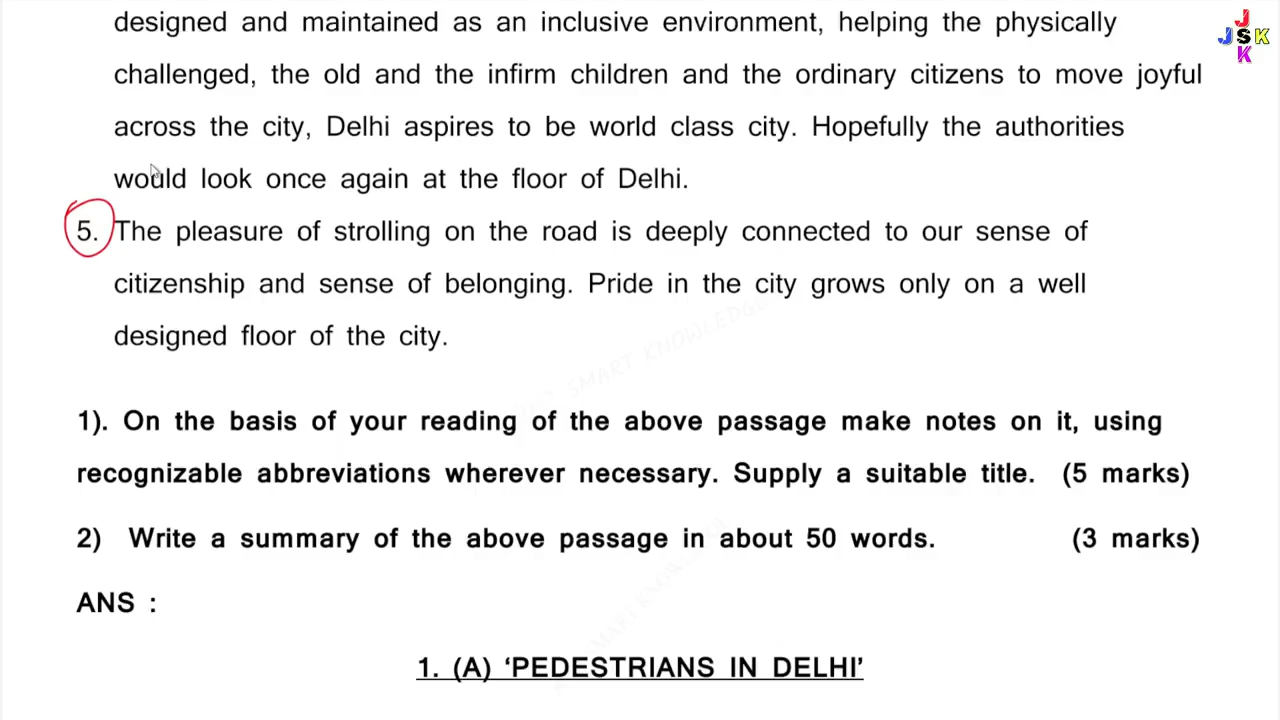 designed and maintained as an inclusive environment, helping the physically
challenged, the old and the infirm children and the ordinary citizens to move joyful
across the city, Delhi aspires to be world class city. Hopefully the authorities
would look once again at the floor of Delhi.
5. The pleasure of strolling on the road is deeply connected to our sense of
citizenship and sense of belonging. Pride in the city grows only on a well
designed floor of the city.
1). On the basis of your reading of the above passage make notes on it, using
recognizable abbreviations wherever necessary. Supply a suitable title. (5 marks)
2) Write a summary of the above passage in about 50 words. (3 marks)
ANS :
1. (A) ‘PEDESTRIANS IN DELHI’
J
J S K
K
SMART KNOWLEDGE